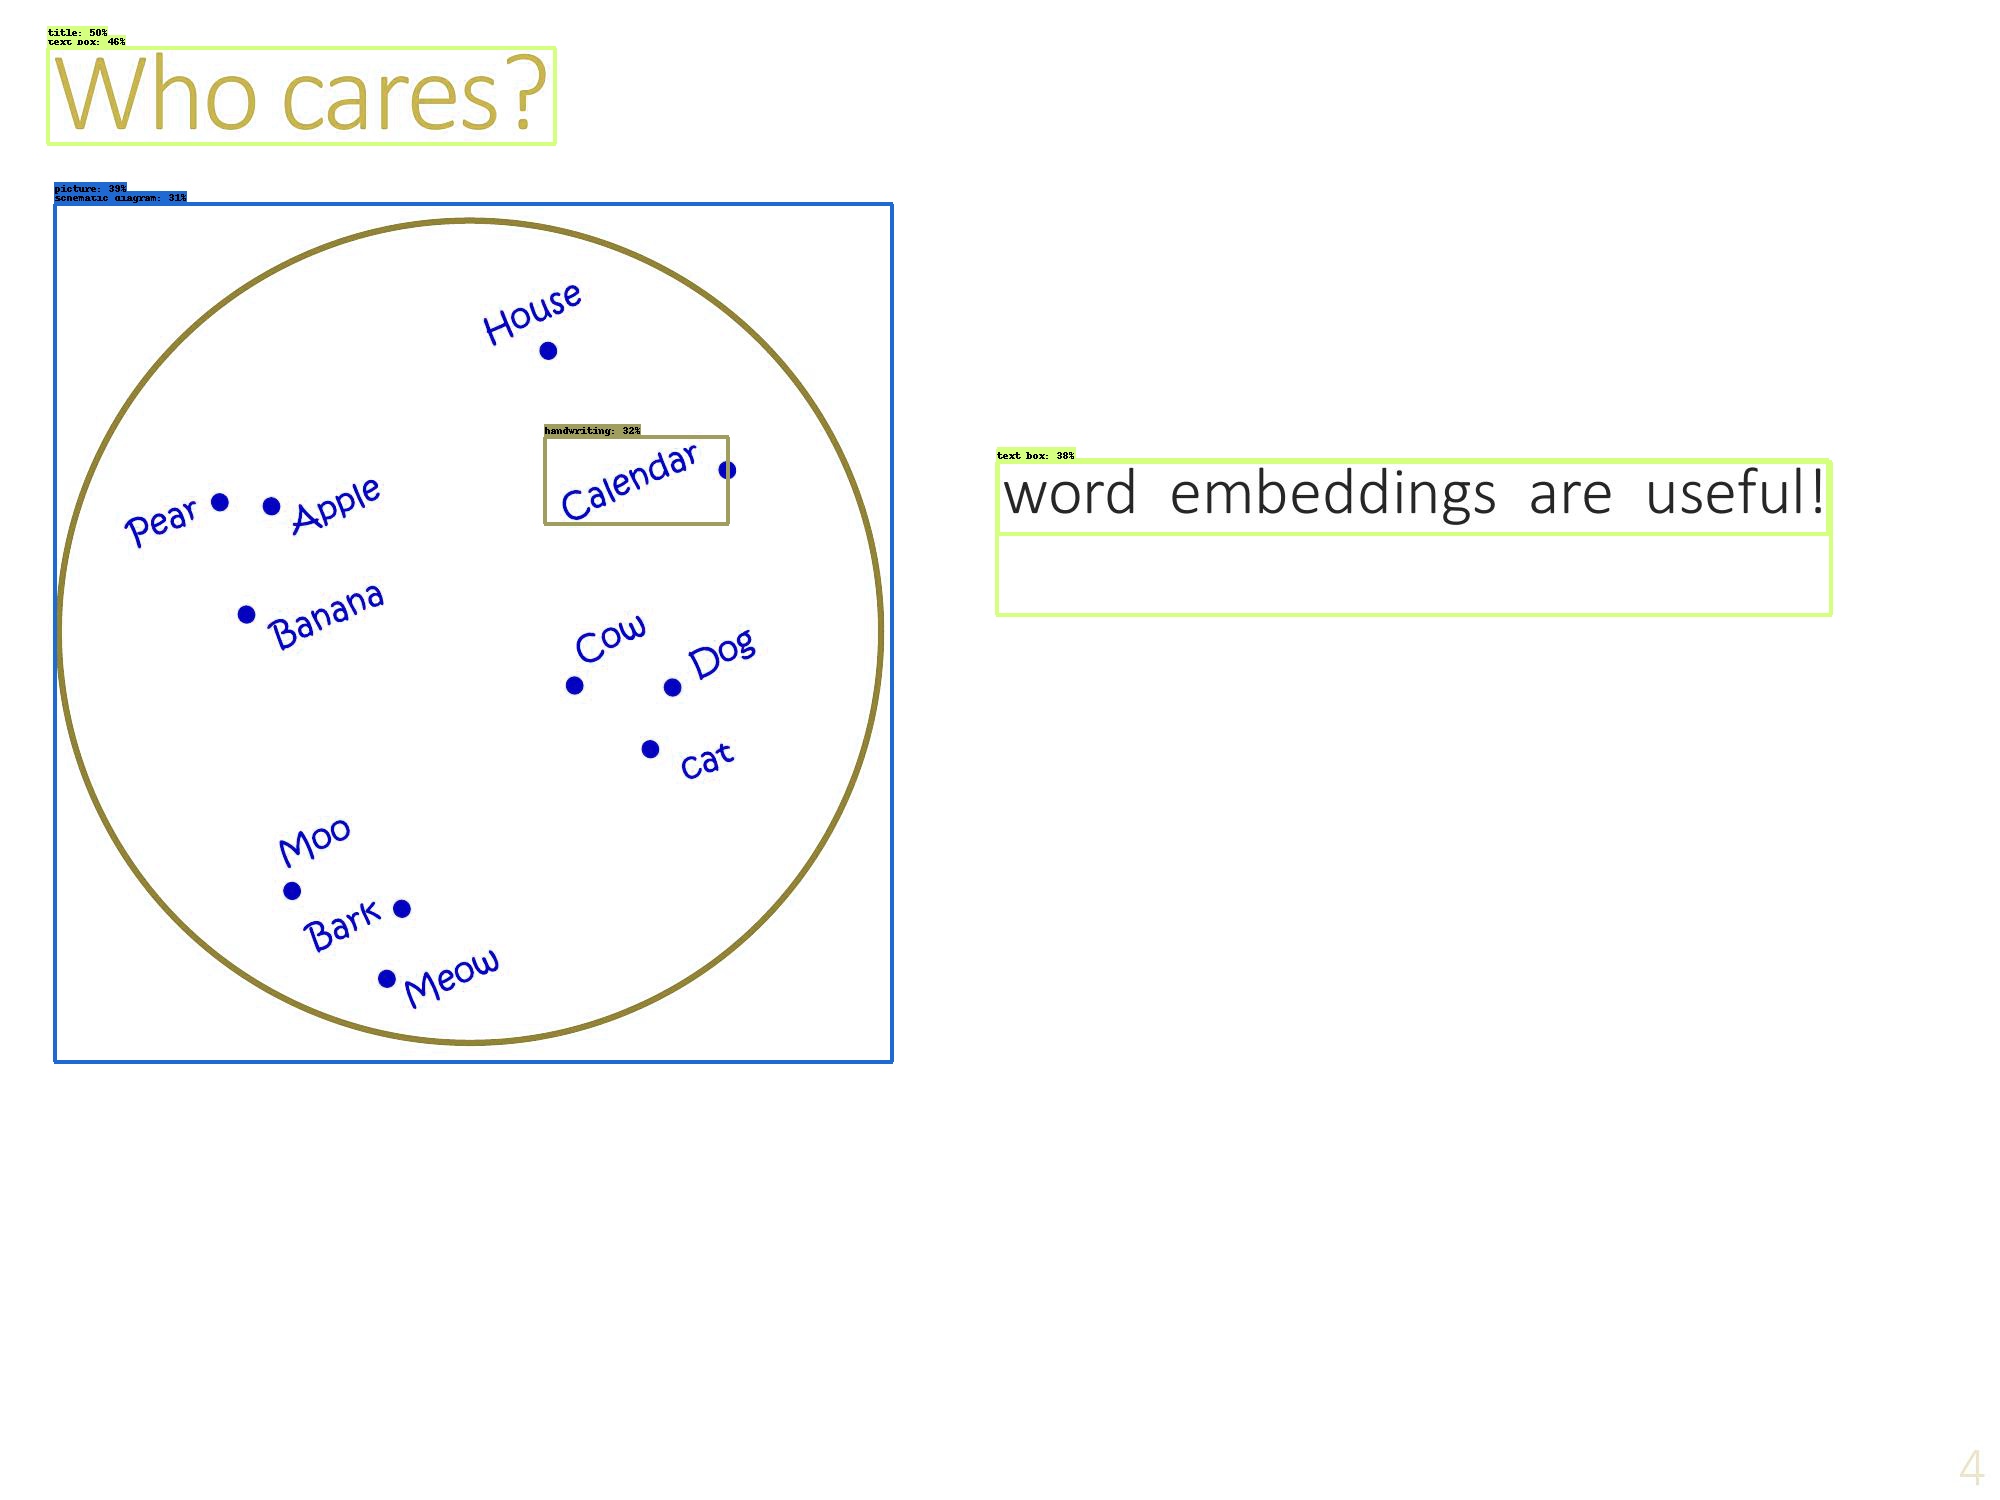 title: 50%
text box: 46%
Who cares?
picture: 39%
schematic diagram: 31%
House
handwriting: 32%
Calendar
Pear
Apple
Banana
Cow
Dog
cat
Moo
Bark
Meow
text box: 38%
word embeddings are useful!
4